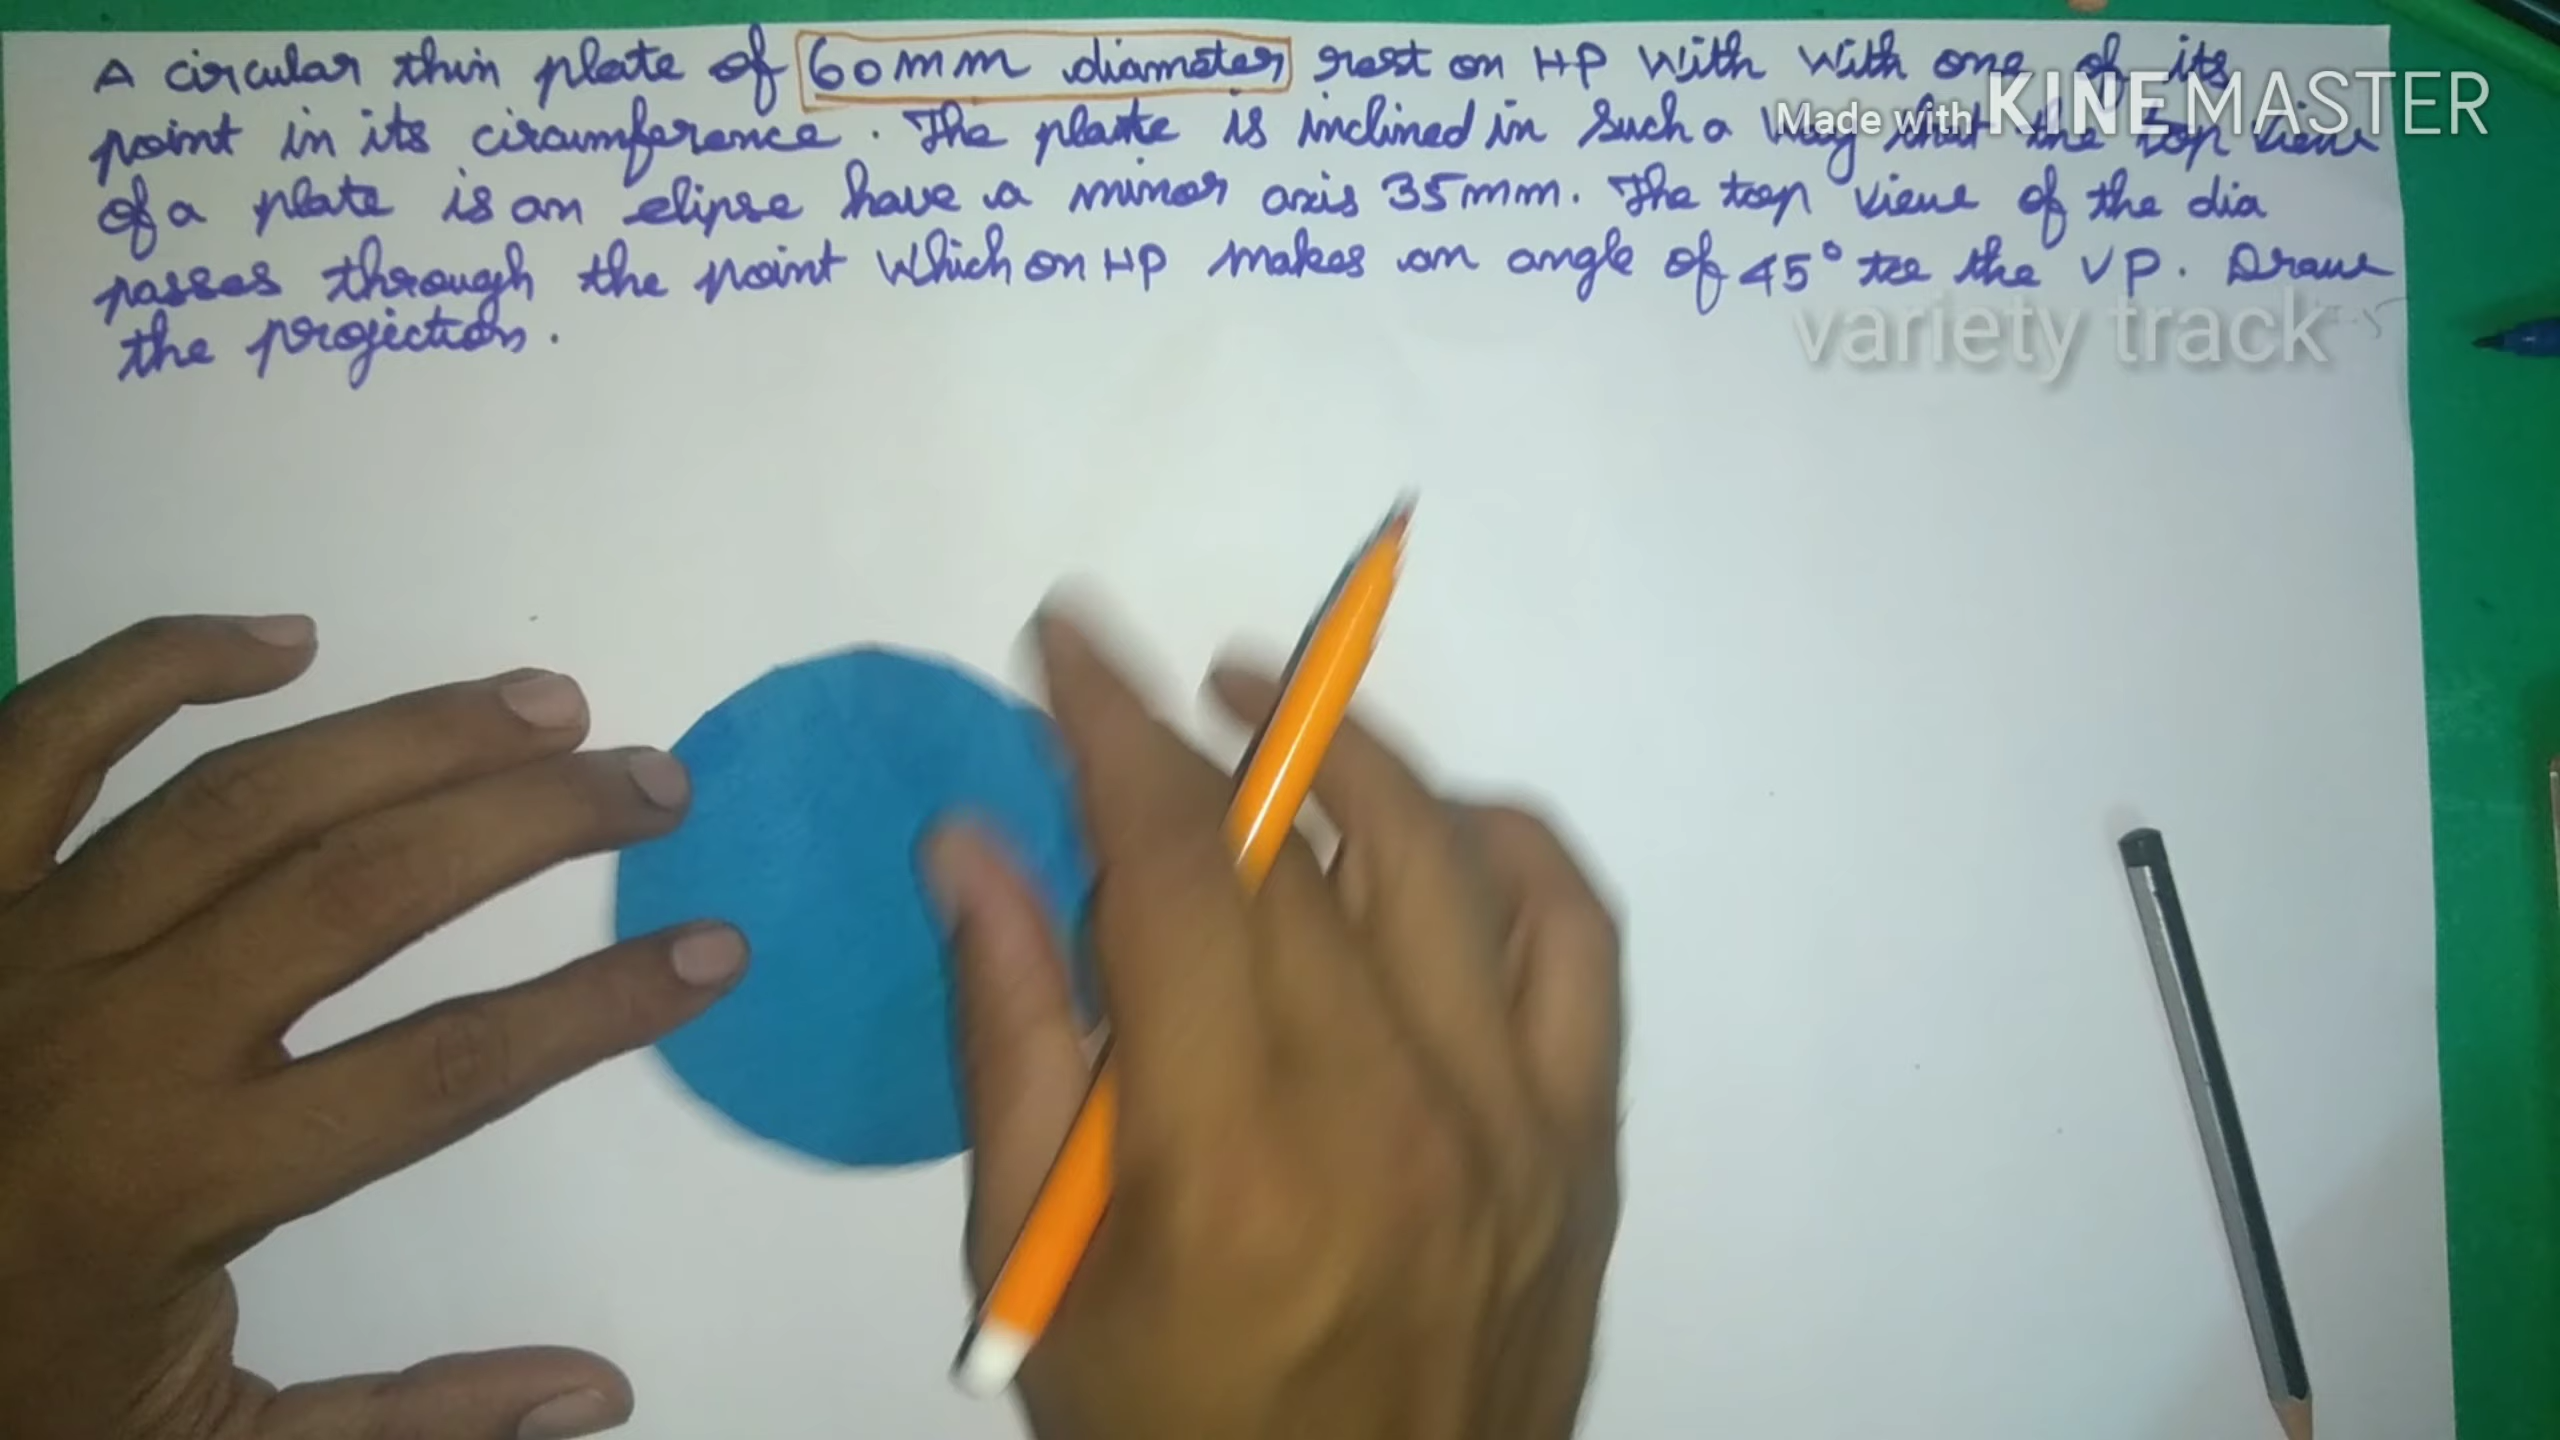 A circular thin plate of 60mm diameter rest on HP with with one of its
Made with KINEMASTER
point in its circumference. The plate is inclined in such a way that the top view
of a plate is an elipse have a minor axis 35mm. The top view of the dia
passes through the point which on HP makes an angle of 45° to the VP. Draw
the projection.
variety track